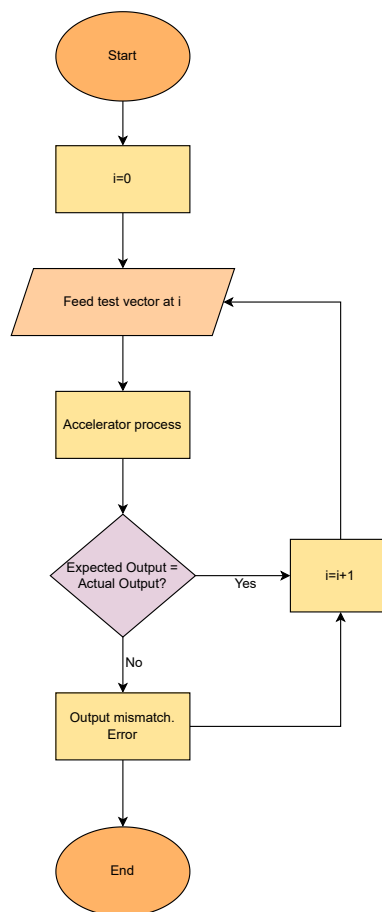 Start
i=0
Feed test vector at i
Accelerator process
Expected Output =
Actual Output?
Yes
i=i+1
No
Output mismatch.
Error
End